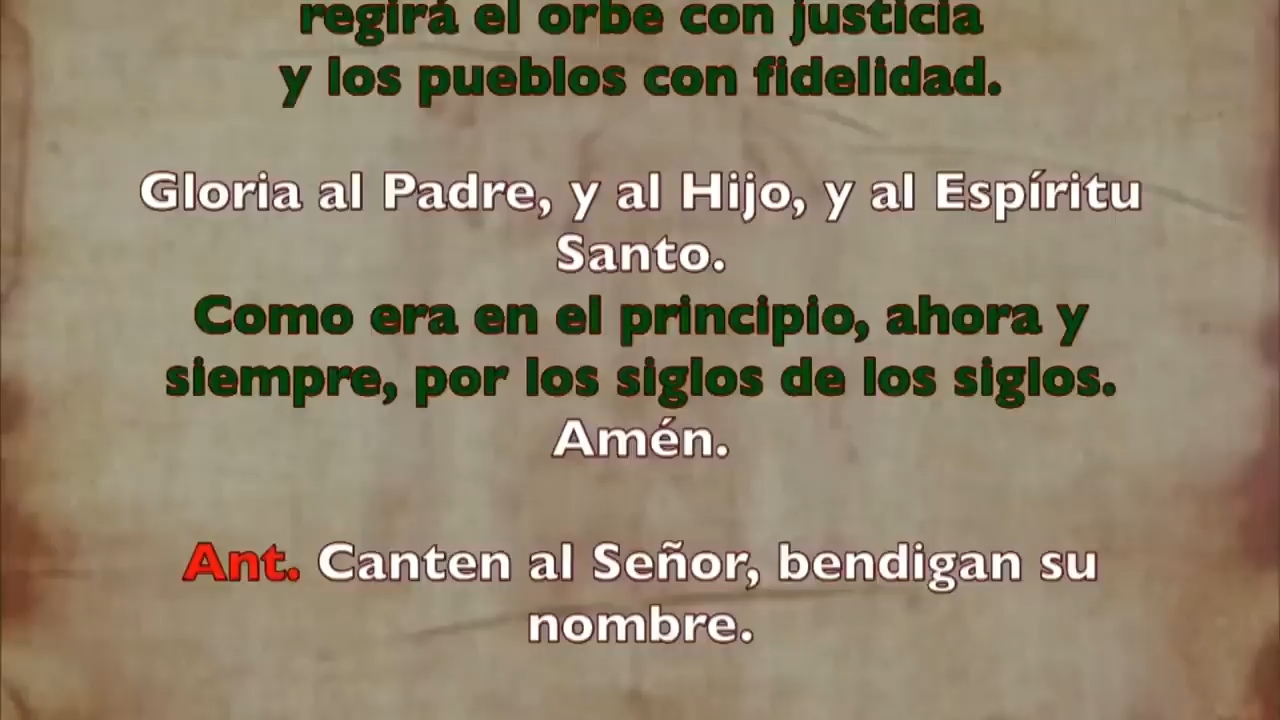 regirá el orbe con justicia
y los pueblos con fidelidad.
Gloria al Padre, y al Hijo, y al Espíritu
Santo.
Como era en el principio, ahora y
siempre, por los siglos de los siglos.
Amén.
Ant. Canten al Señor, bendigan su
nombre.